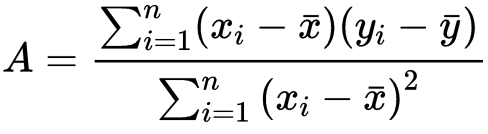 A = \frac{\sum_{i=1}^{n}(x_i - \bar{x})(y_i - \bar{y})}{\sum_{i=1}^{n}(x_i - \bar{x})^2}